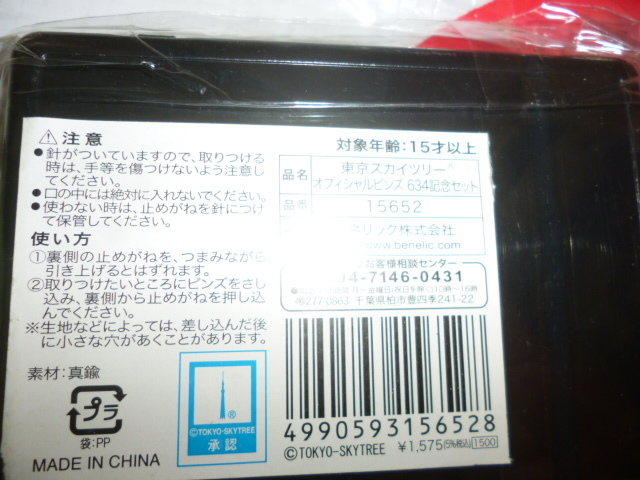 ⚠注意
●針がついていますので、取りつける
時は、手等を傷つけないよう注意し
てください。
●口の中には絶対に入れないでください。
●使わない時は、止めがねを針につけ
て保管してください。
使い方
①裏側の止めがねを、つまみながら
引き上げるとはずれます。
②取りつけたいところにピンズをさし
込み、裏側から止めがねを押し込
んでください。
※生地などによっては、差し込んだ後
に小さな穴があくことがあります。
素材:真鍮
プラ
袋:PP
MADE IN CHINA
®
©TOKYO-SKYTREE
承認
対象年齢:15才以上
品名 東京スカイツリー®
オフィシャルピンズ 634記念セット
品番 15652
ネリック株式会社
www.benelic.com
お客様相談センター
04-7146-0431
〒277-0863 千葉県柏市豊四季241-22
4990593156528
©TOKYO-SKYTREE ¥1,575(5%税込) 1500